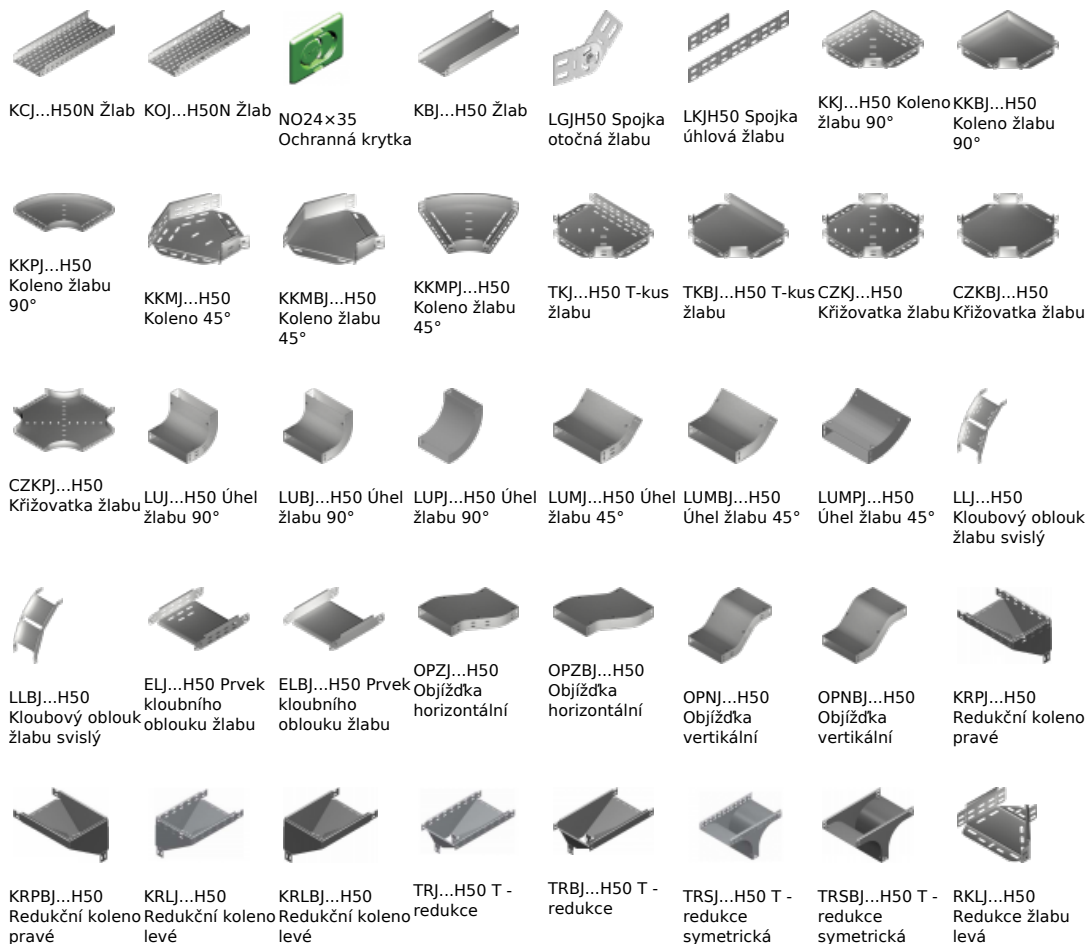 KCJ...H50N Žlab
KOJ...H50N Žlab
NO24×35
Ochranná krytka
KBJ...H50 Žlab
LGJH50 Spojka
otočná žlabu
LKJH50 Spojka
úhlová žlabu
KKJ...H50 Koleno
žlabu 90°
KKBJ...H50
Koleno žlabu
90°
KKPJ...H50
Koleno žlabu
90°
KKMJ...H50
Koleno 45°
KKMBJ...H50
Koleno žlabu
45°
KKMPJ...H50
Koleno žlabu
45°
TKJ...H50 T-kus
žlabu
TKBJ...H50 T-kus
žlabu
CZKJ...H50
Křižovatka žlabu
CZKBJ...H50
Křižovatka žlabu
CZKPJ...H50
Křižovatka žlabu
LUJ...H50 Úhel
žlabu 90°
LUBJ...H50 Úhel
žlabu 90°
LUPJ...H50 Úhel
žlabu 90°
LUMJ...H50 Úhel
žlabu 45°
LUMBJ...H50
Úhel žlabu 45°
LUMPJ...H50
Úhel žlabu 45°
LLJ...H50
Kloubový oblouk
žlabu svislý
LLBJ...H50
Kloubový oblouk
žlabu svislý
ELJ...H50 Prvek
kloubního
oblouku žlabu
ELBJ...H50 Prvek
kloubního
oblouku žlabu
OPZJ...H50
Objížďka
horizontální
OPZBJ...H50
Objížďka
horizontální
OPNJ...H50
Objížďka
vertikální
OPNBJ...H50
Objížďka
vertikální
KRPJ...H50
Redukční koleno
pravé
KRPBJ...H50
Redukční koleno
pravé
KRLJ...H50
Redukční koleno
levé
KRLBJ...H50
Redukční koleno
levé
TRJ...H50 T -
redukce
TRBJ...H50 T -
redukce
TRSJ...H50 T -
redukce
symetrická
TRSBJ...H50 T -
redukce
symetrická
RKLJ...H50
Redukce žlabu
levá